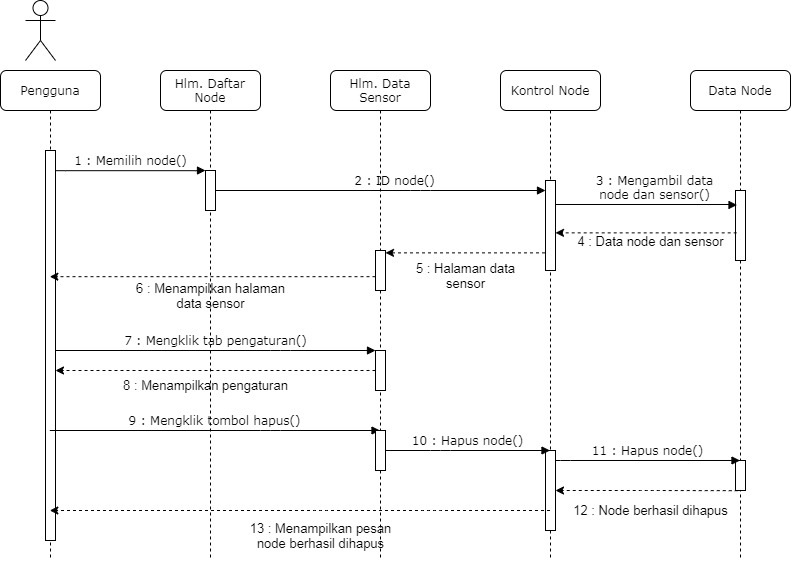 Pengguna
Hlm. Daftar
Node
Hlm. Data
Sensor
Kontrol Node
Data Node
1 : Memilih node()
2 : ID node()
3 : Mengambil data
node dan sensor()
4 : Data node dan sensor
5 : Halaman data
sensor
6 : Menampilkan halaman
data sensor
7 : Mengklik tab pengaturan()
8 : Menampilkan pengaturan
9 : Mengklik tombol hapus()
10 : Hapus node()
11 : Hapus node()
12 : Node berhasil dihapus
13 : Menampilkan pesan
node berhasil dihapus